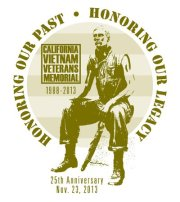 HONORING OUR PAST • HONORING OUR LEGACY
CALIFORNIA
VIETNAM
VETERANS
MEMORIAL
1988-2013
25th Anniversary
Nov. 23, 2013